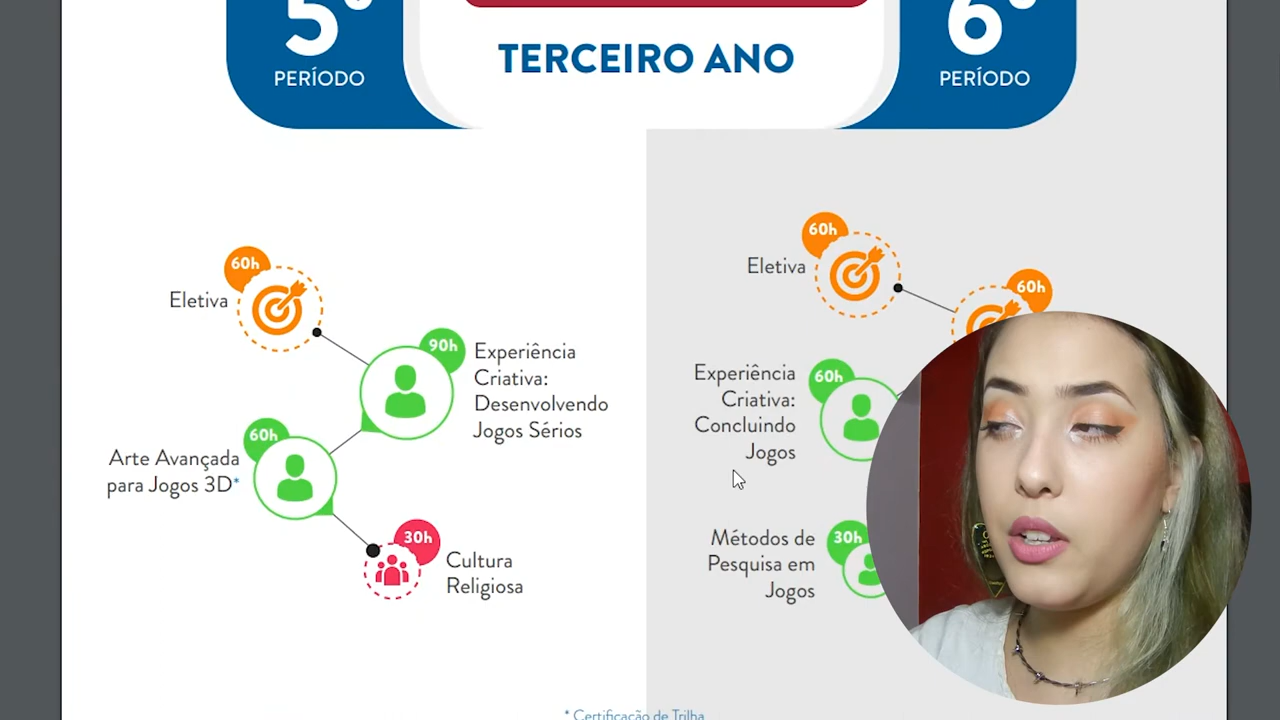 5º
PERÍODO
TERCEIRO ANO
6º
PERÍODO
60h
Eletiva
90h
Experiência
Criativa:
Desenvolvendo
Jogos Sérios
60h
Arte Avançada
para Jogos 3D*
30h
Cultura
Religiosa
60h
Eletiva
60h
Experiência
Criativa:
Concluindo
Jogos
60h
Métodos de
Pesquisa em
Jogos
30h
* Certificação de Trilha